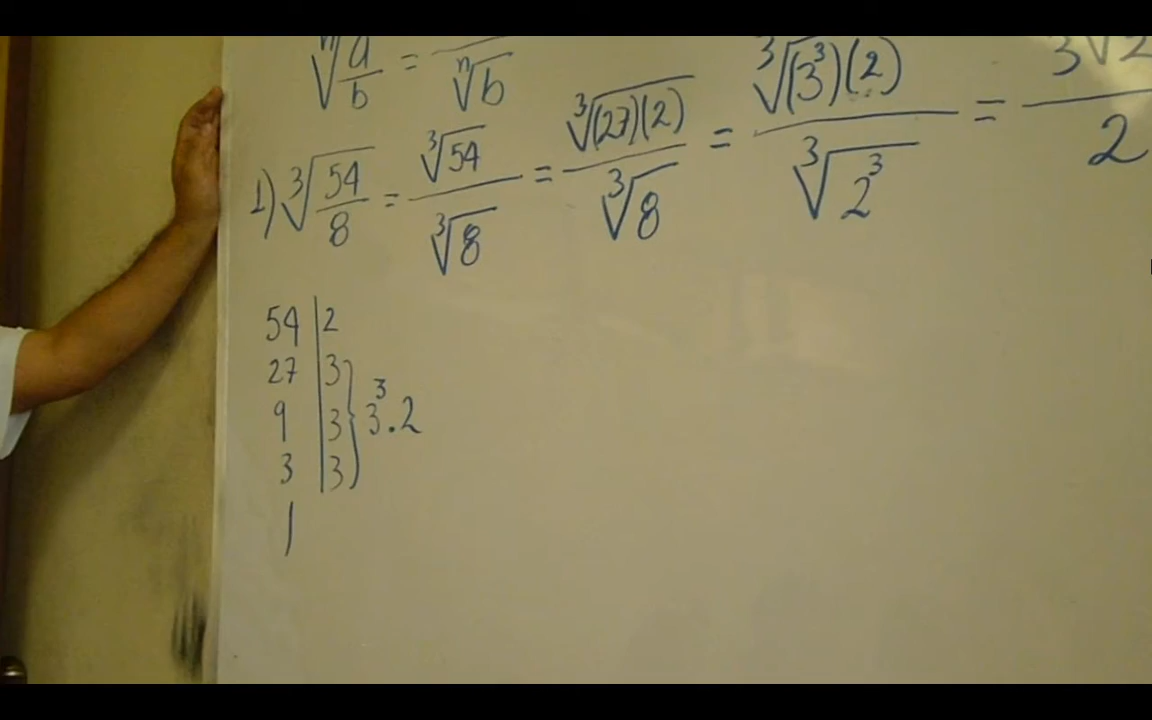 ⁿ√(a/b) = ―/ⁿ√b
1) ³√(54/8) = ³√54/³√8 = ³√(27)(2)/³√8 = ³√(3³)(2)/³√2³ = 3√2/2
54 | 2
27 | 3
9 | 3 } 3³.2
3 | 3
1